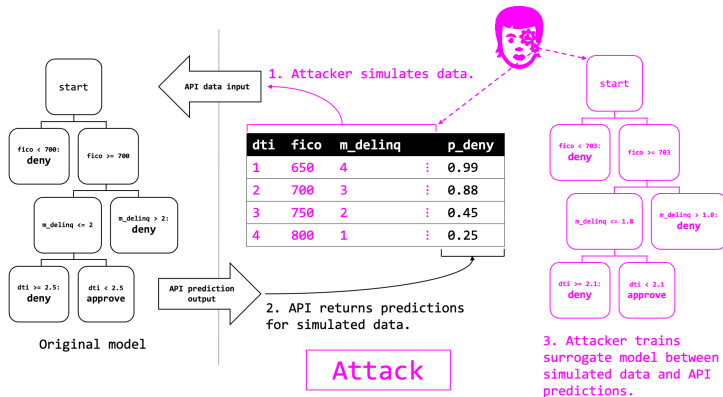 start
fico < 700:
deny
fico >= 700
m_delinq <= 2
m_delinq > 2:
deny
dti >= 2.5:
deny
dti < 2.5
approve
Original model
API data input
1. Attacker simulates data.
dti fico m_delinq p_deny
1 650 4 ⋮ 0.99
2 700 3 ⋮ 0.88
3 750 2 ⋮ 0.45
4 800 1 ⋮ 0.25
API prediction
output
2. API returns predictions
for simulated data.
Attack
start
fico < 703:
deny
fico >= 703
m_delinq <= 1.8
m_delinq > 1.8:
deny
dti >= 2.1:
deny
dti < 2.1
approve
3. Attacker trains
surrogate model between
simulated data and API
predictions.